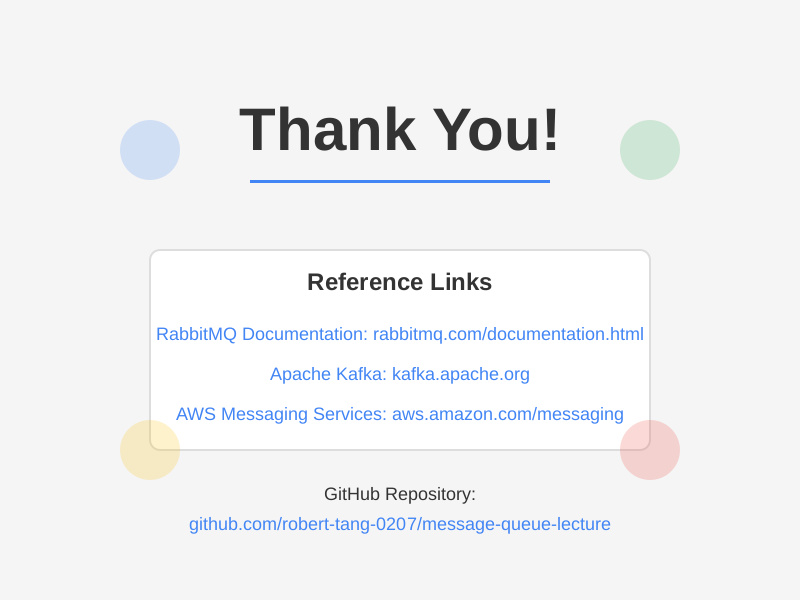 Thank You!
Reference Links
RabbitMQ Documentation: rabbitmq.com/documentation.html
Apache Kafka: kafka.apache.org
AWS Messaging Services: aws.amazon.com/messaging
GitHub Repository:
github.com/robert-tang-0207/message-queue-lecture